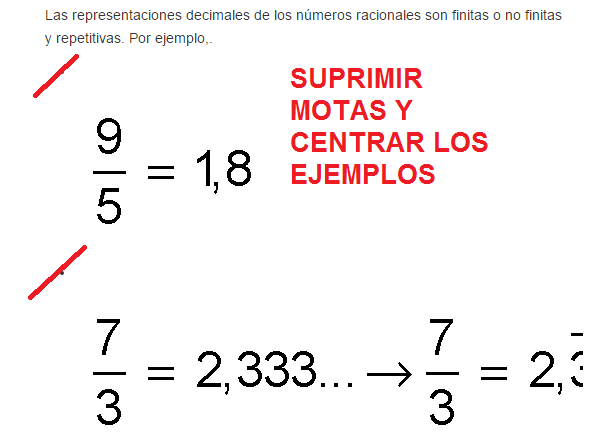 Las representaciones decimales de los números racionales son finitas o no finitas
y repetitivas. Por ejemplo,.
SUPRIMIR
MOTAS Y
CENTRAR LOS
EJEMPLOS
9/5 = 1,8
7/3 = 2,333... → 7/3 = 2,